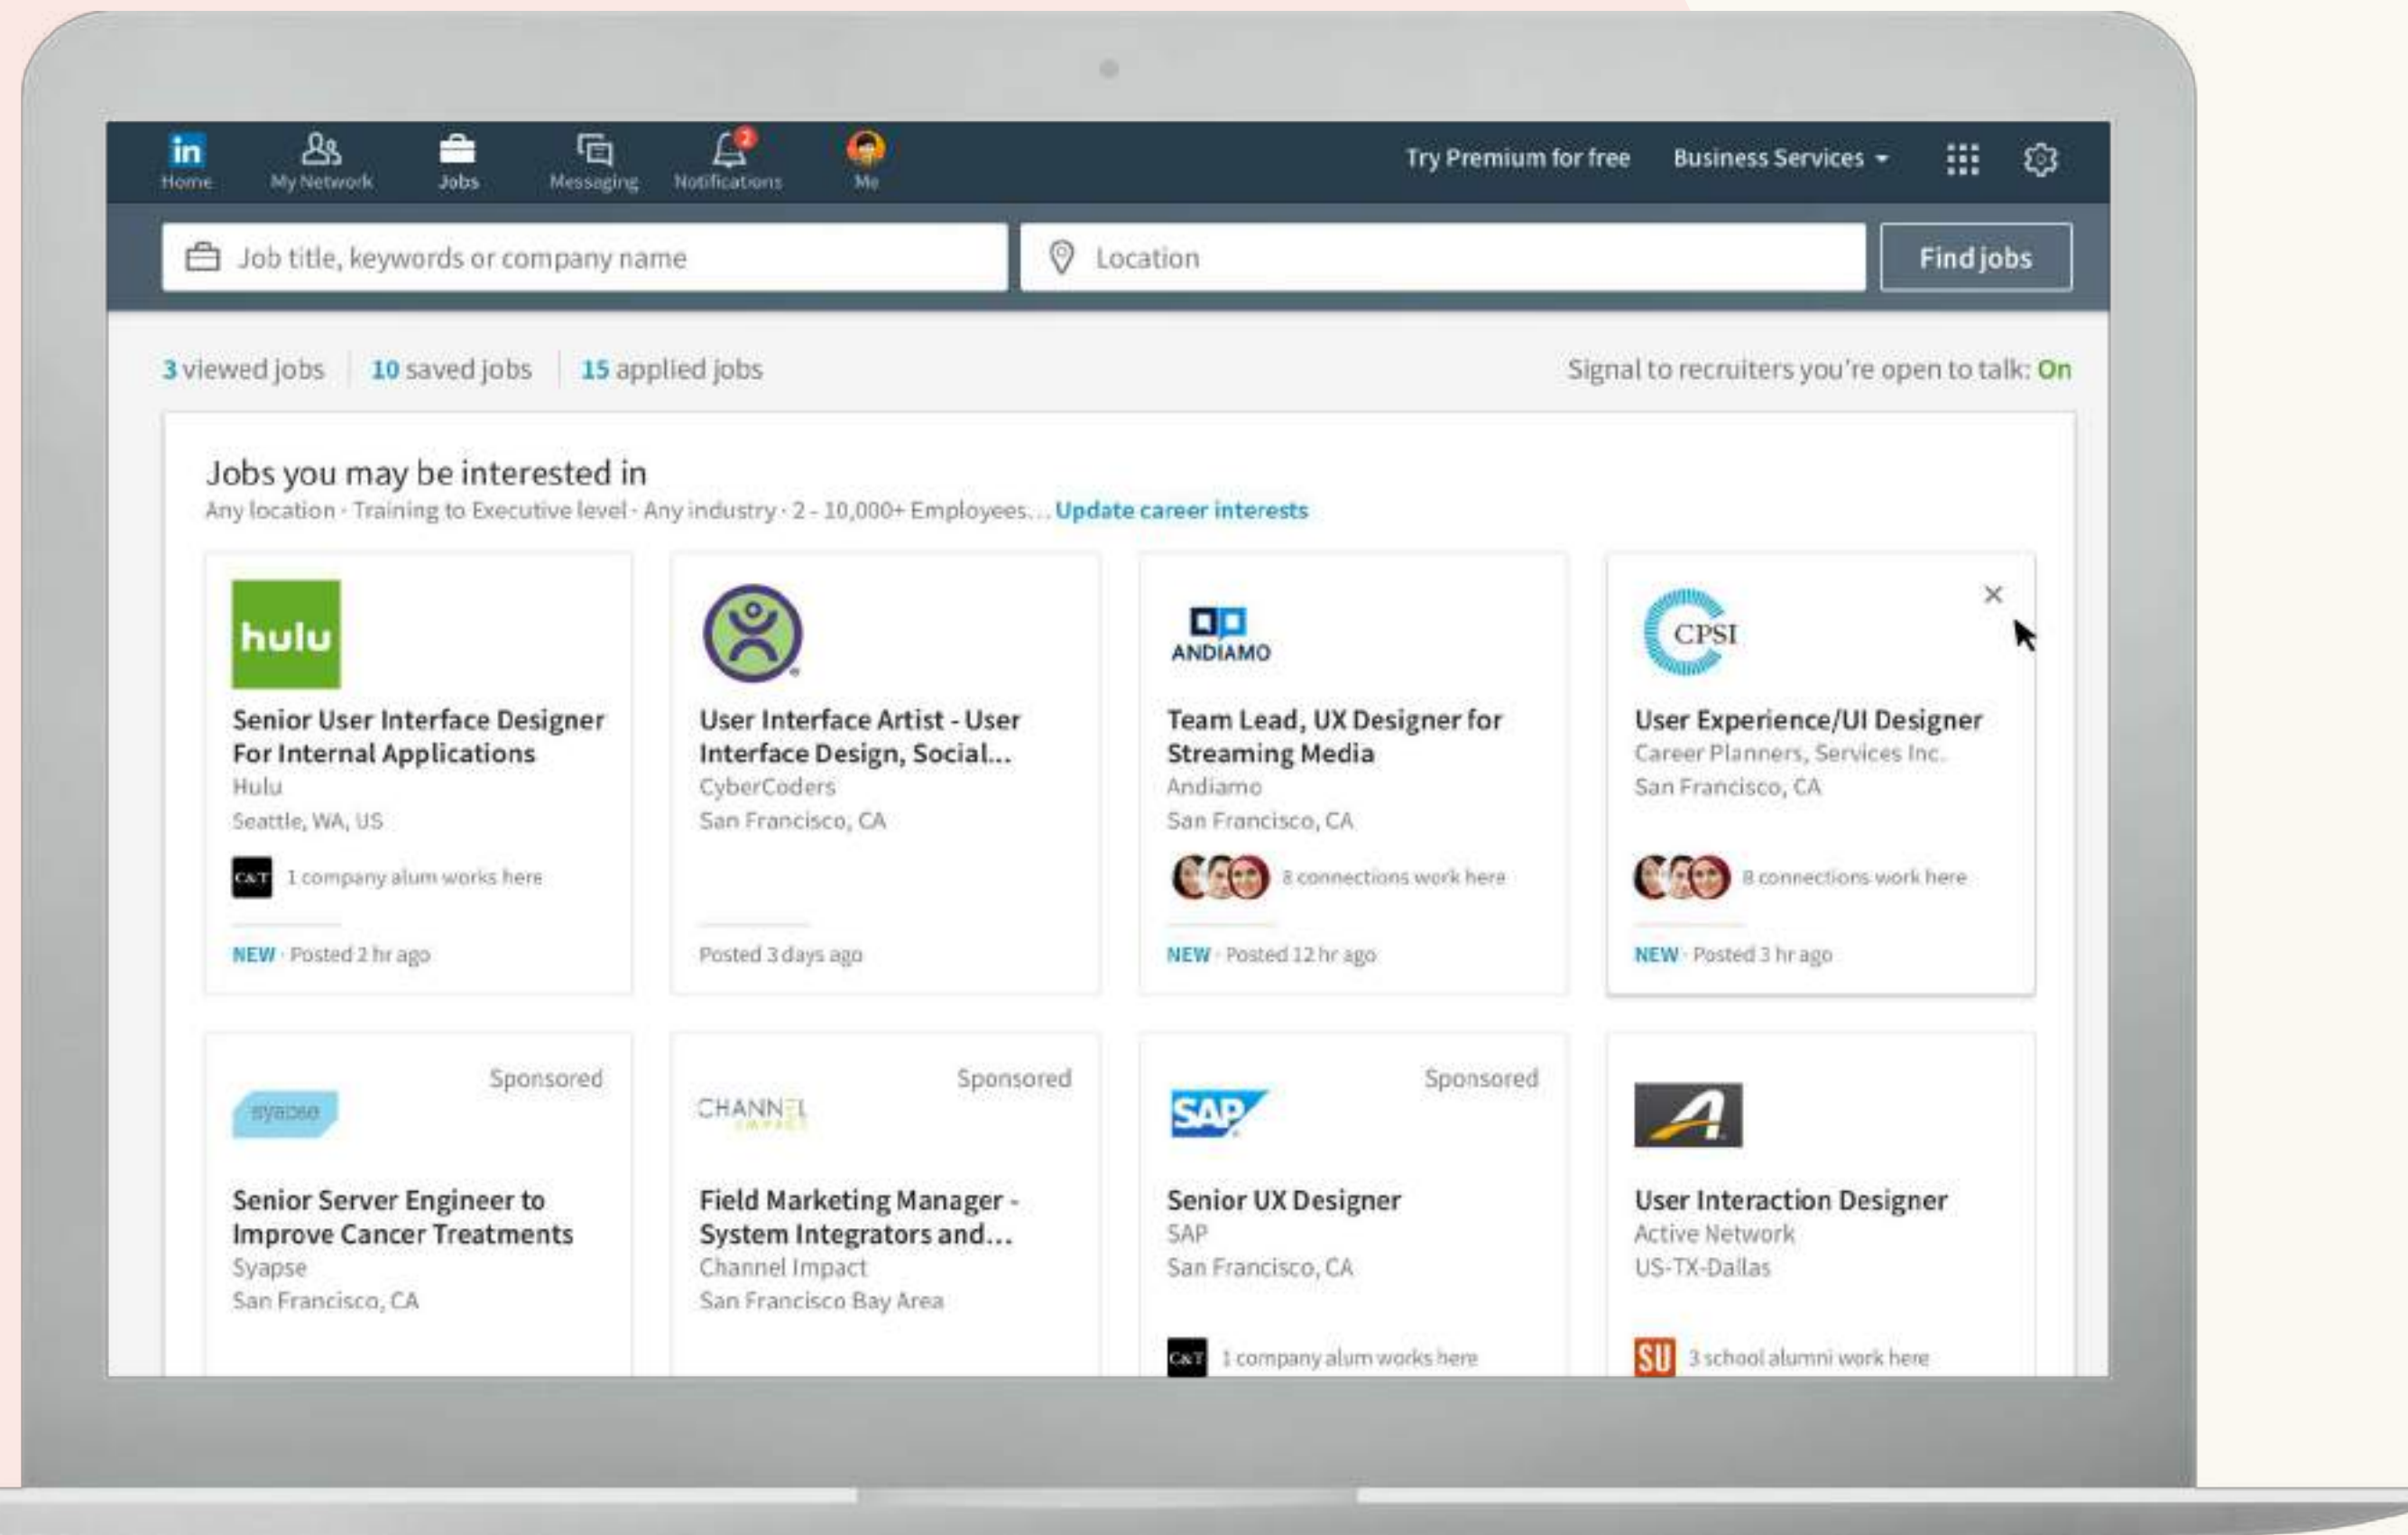 in
2
Home
My Network
Jobs
Messaging
Notifications
Me
Try Premium for free
Business Services
Job title, keywords or company name
Location
Find jobs
3 viewed jobs
10 saved jobs
15 applied jobs
Signal to recruiters you're open to talk: On
Jobs you may be interested in
Any location · Training to Executive level · Any industry · 2 - 10,000+ Employees... Update career interests
hulu
Senior User Interface Designer
For Internal Applications
Hulu
Seattle, WA, US
C&T
1 company alum works here
NEW · Posted 2 hr ago
User Interface Artist - User
Interface Design, Social...
CyberCoders
San Francisco, CA
Posted 3 days ago
ANDIAMO
Team Lead, UX Designer for
Streaming Media
Andiamo
San Francisco, CA
8 connections work here
NEW · Posted 12 hr ago
CPSI
User Experience/UI Designer
Career Planners, Services Inc.
San Francisco, CA
8 connections work here
NEW · Posted 3 hr ago
Sponsored
syapse
Senior Server Engineer to
Improve Cancer Treatments
Syapse
San Francisco, CA
Sponsored
CHANNEL
IMPACT
Field Marketing Manager -
System Integrators and...
Channel Impact
San Francisco Bay Area
Sponsored
SAP
Senior UX Designer
SAP
San Francisco, CA
C&T
1 company alum works here
A
User Interaction Designer
Active Network
US-TX-Dallas
SU
3 school alumni work here